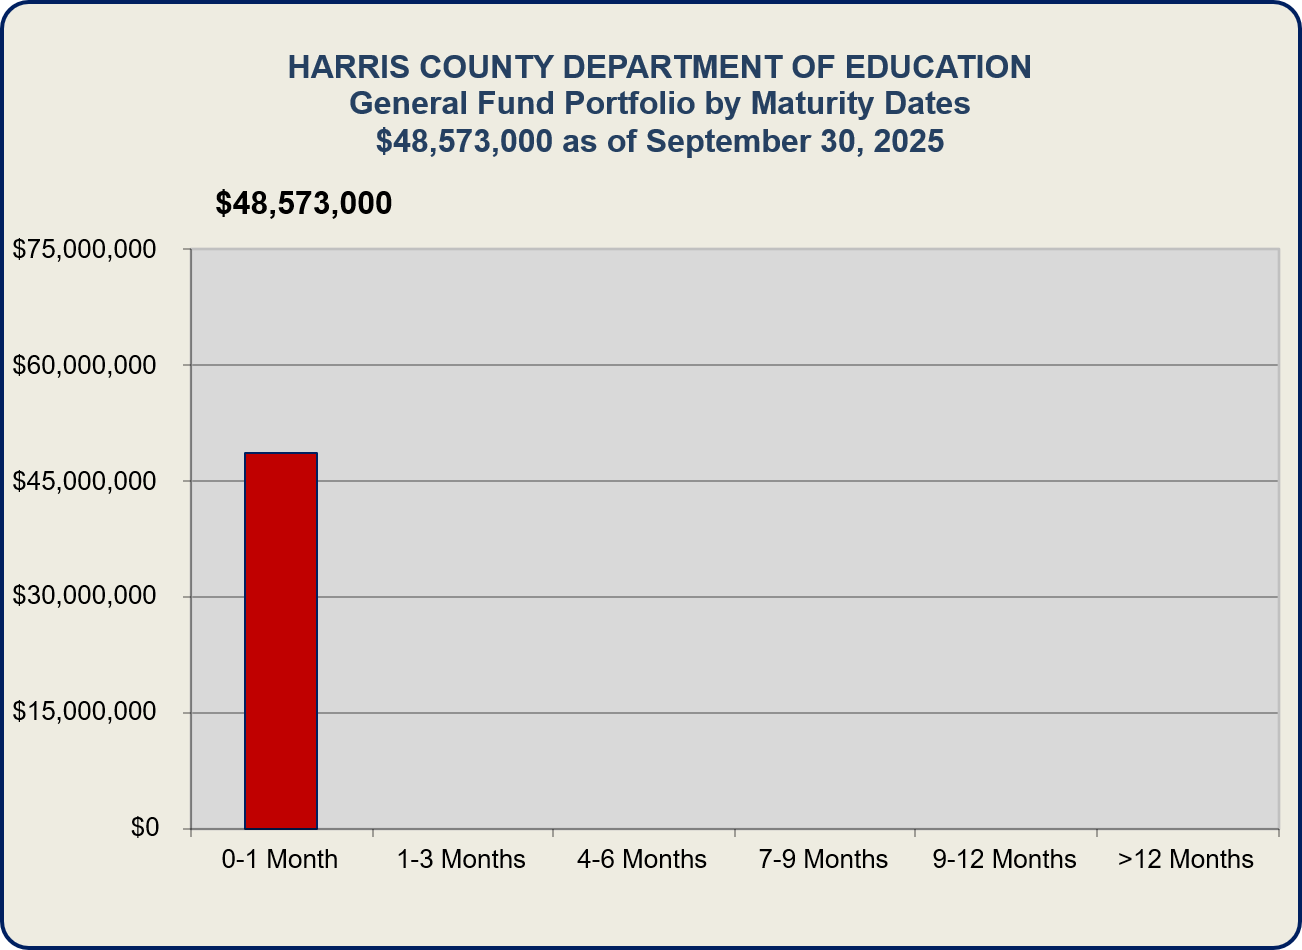 HARRIS COUNTY DEPARTMENT OF EDUCATION
General Fund Portfolio by Maturity Dates
$48,573,000 as of September 30, 2025
$48,573,000
$75,000,000
$60,000,000
$45,000,000
$30,000,000
$15,000,000
$0
0-1 Month 1-3 Months 4-6 Months 7-9 Months 9-12 Months >12 Months